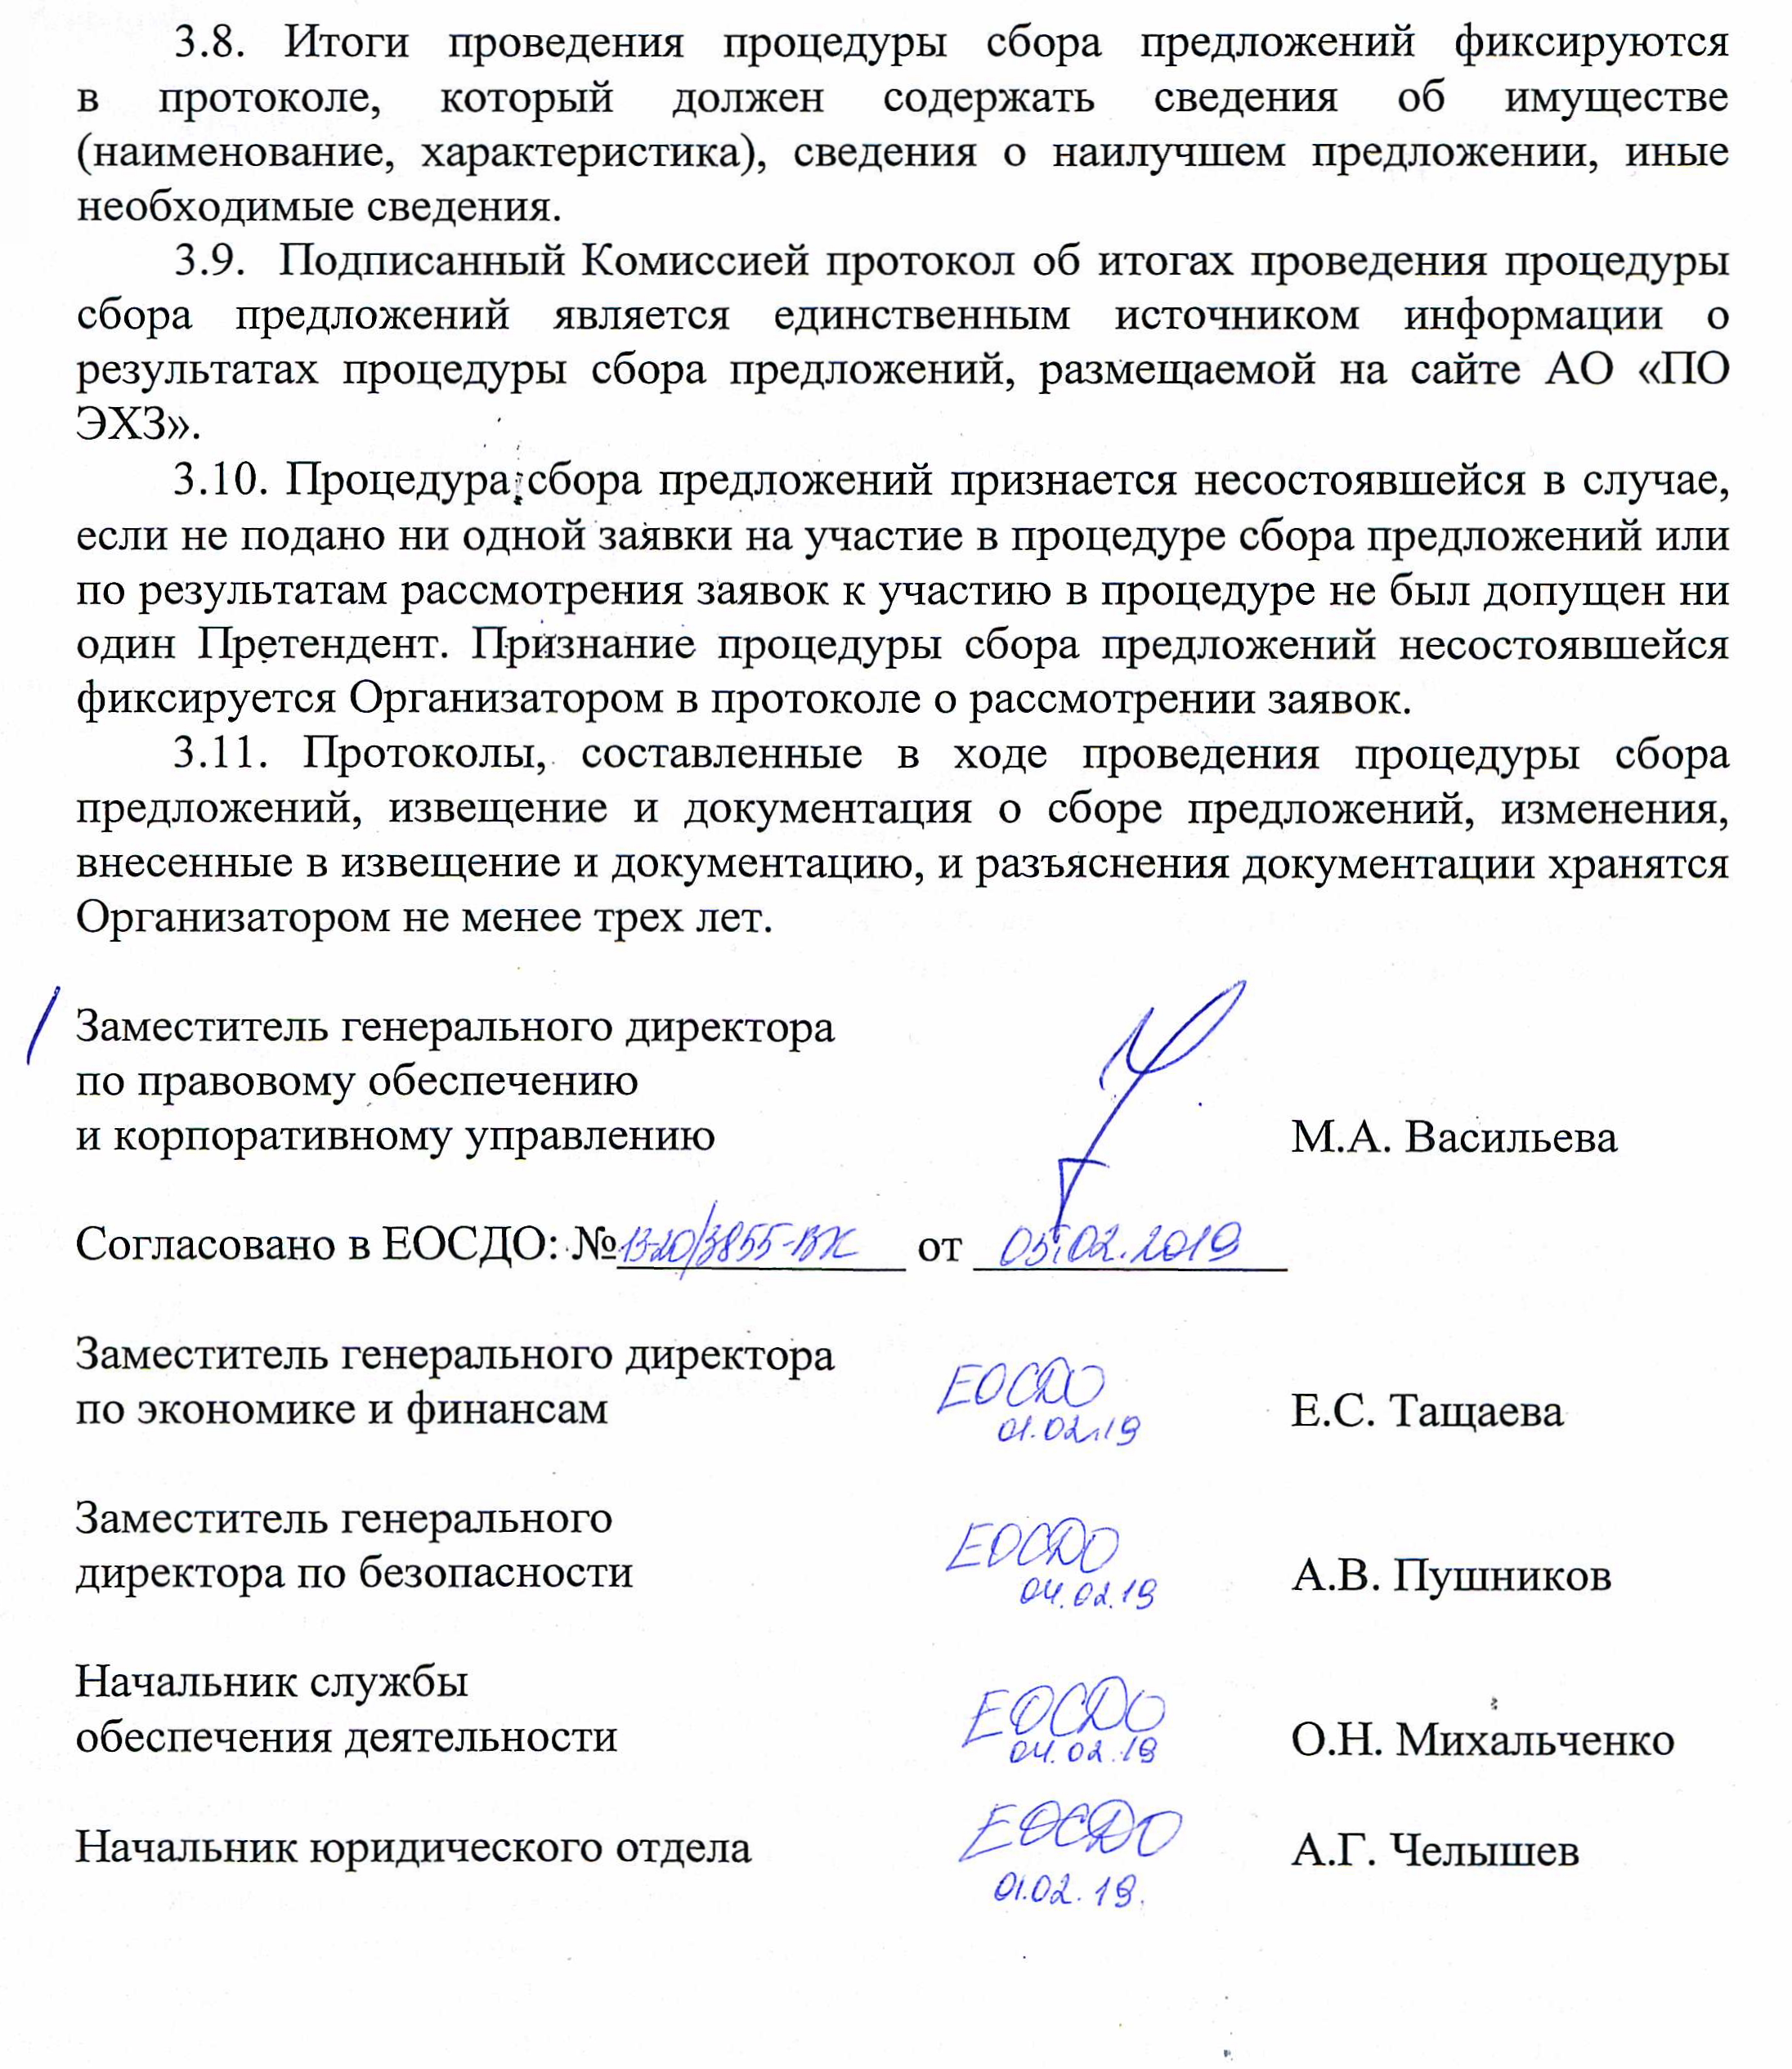 3.8. Итоги проведения процедуры сбора предложений фиксируются
в протоколе, который должен содержать сведения об имуществе
(наименование, характеристика), сведения о наилучшем предложении, иные
необходимые сведения.
3.9. Подписанный Комиссией протокол об итогах проведения процедуры
сбора предложений является единственным источником информации о
результатах процедуры сбора предложений, размещаемой на сайте АО «ПО
ЭХЗ».
3.10. Процедура сбора предложений признается несостоявшейся в случае,
если не подано ни одной заявки на участие в процедуре сбора предложений или
по результатам рассмотрения заявок к участию в процедуре не был допущен ни
один Претендент. Признание процедуры сбора предложений несостоявшейся
фиксируется Организатором в протоколе о рассмотрении заявок.
3.11. Протоколы, составленные в ходе проведения процедуры сбора
предложений, извещение и документация о сборе предложений, изменения,
внесенные в извещение и документацию, и разъяснения документации хранятся
Организатором не менее трех лет.
Заместитель генерального директора
по правовому обеспечению
и корпоративному управлению М.А. Васильева
Согласовано в ЕОСДО: № 13-20/3855-ВК от 05.02.2019
Заместитель генерального директора
по экономике и финансам ЕОСДО 01.02.19 Е.С. Тащаева
Заместитель генерального
директора по безопасности ЕОСДО 04.02.19 А.В. Пушников
Начальник службы
обеспечения деятельности ЕОСДО 04.02.19 О.Н. Михальченко
Начальник юридического отдела ЕОСДО 01.02.19. А.Г. Челышев